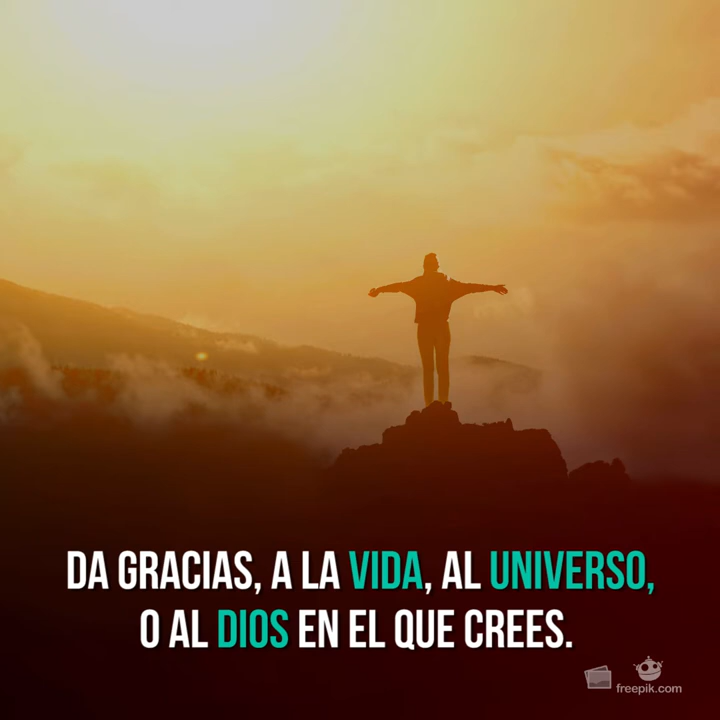 DA GRACIAS, A LA VIDA, AL UNIVERSO,
O AL DIOS EN EL QUE CREES.
freepik.com